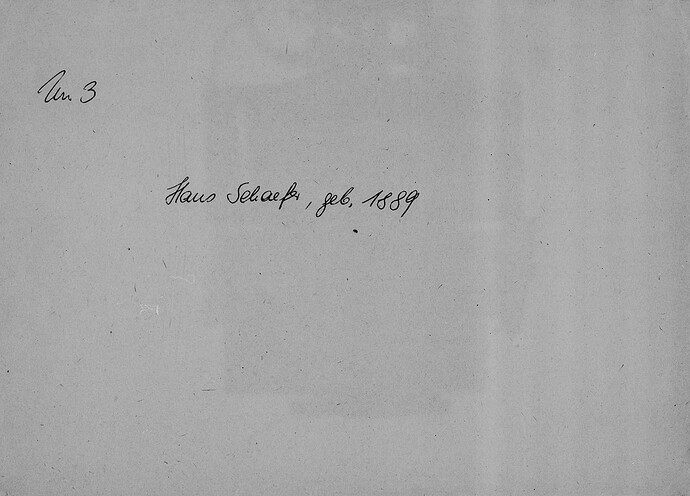 Nr. 3
Hans Schaefer, geb. 1889